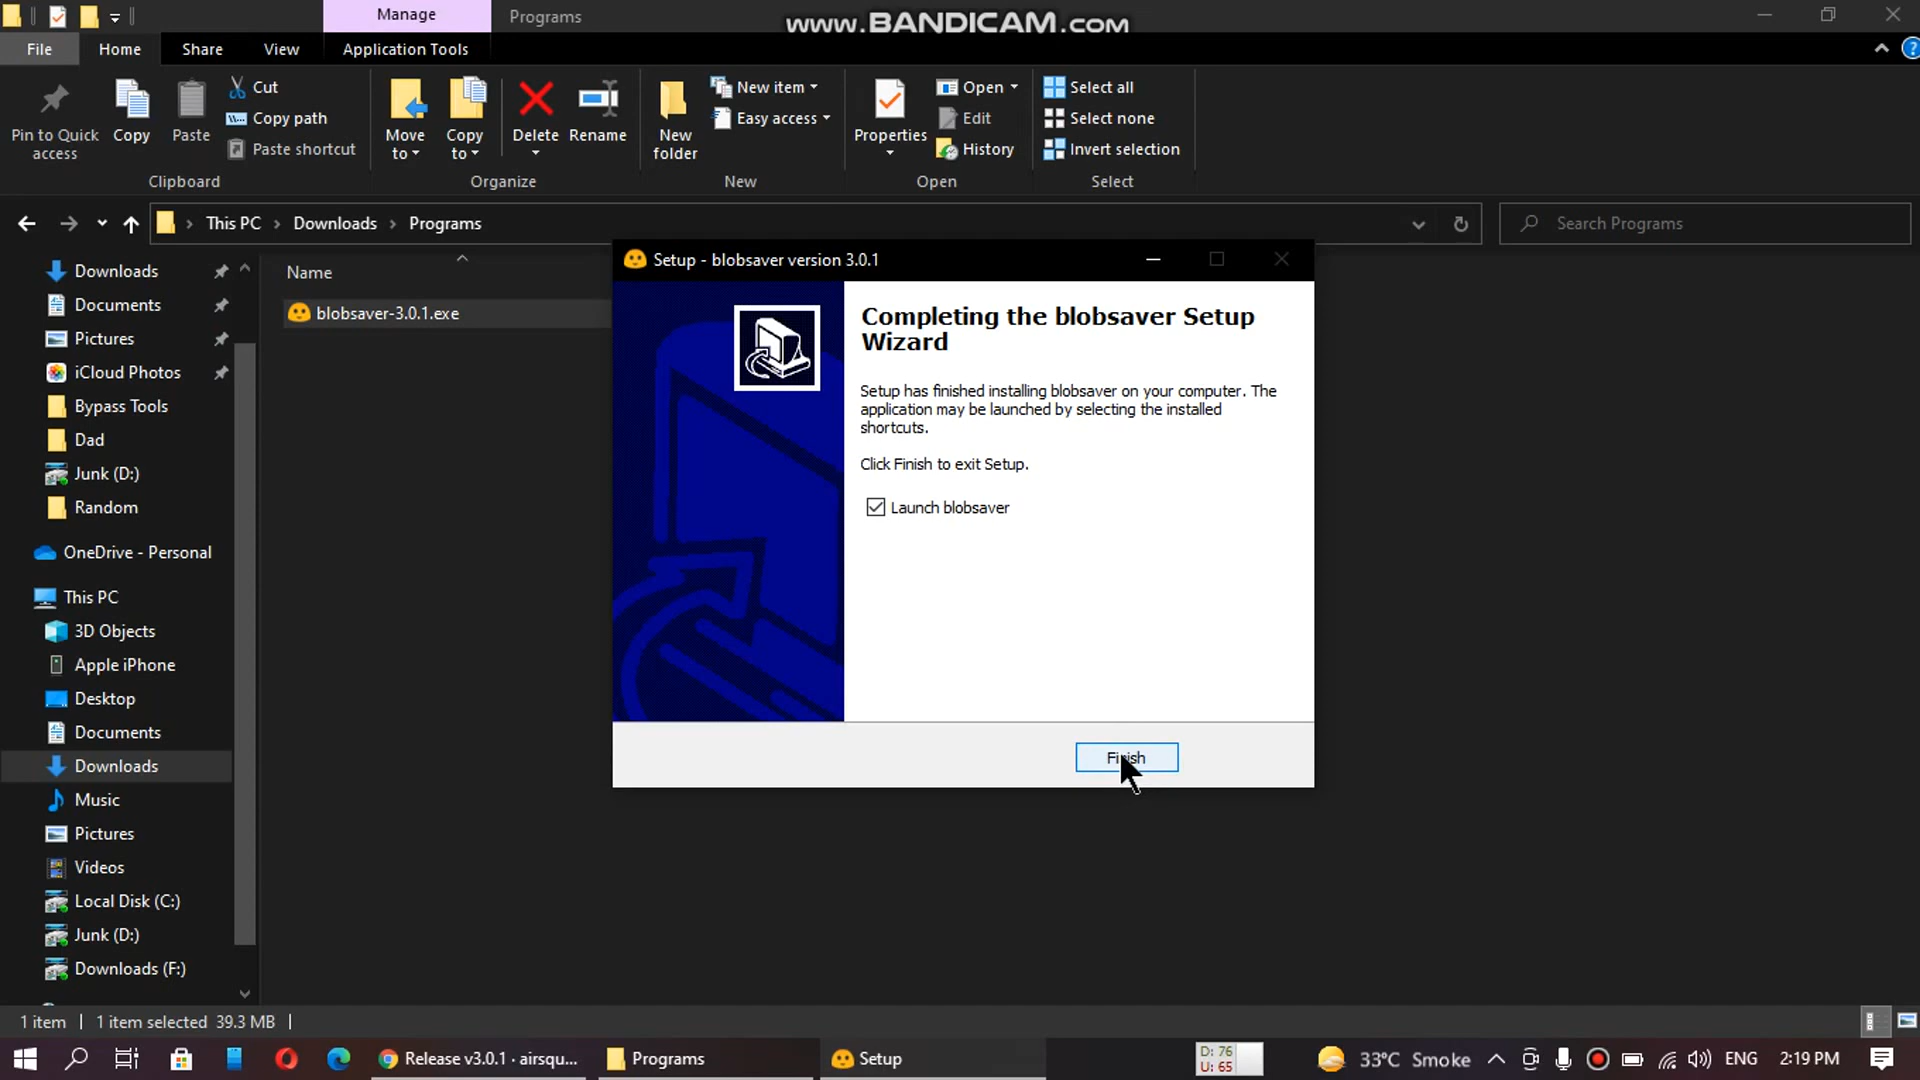 Manage
Programs
www.BANDICAM.com
File
Home
Share
View
Application Tools
Pin to Quick
access
Copy
Paste
Cut
Copy path
Paste shortcut
Clipboard
Move
to
Copy
to
Delete
Rename
Organize
New
folder
New item
Easy access
New
Properties
Open
Edit
History
Open
Select all
Select none
Invert selection
Select
This PC
Downloads
Programs
Search Programs
Downloads
Documents
Pictures
iCloud Photos
Bypass Tools
Dad
Junk (D:)
Random
OneDrive - Personal
This PC
3D Objects
Apple iPhone
Desktop
Documents
Downloads
Music
Pictures
Videos
Local Disk (C:)
Junk (D:)
Downloads (F:)
Name
blobsaver-3.0.1.exe
Setup - blobsaver version 3.0.1
Completing the blobsaver Setup
Wizard
Setup has finished installing blobsaver on your computer. The
application may be launched by selecting the installed
shortcuts.
Click Finish to exit Setup.
Launch blobsaver
Finish
1 item
1 item selected 39.3 MB
Release v3.0.1 · airsqu...
Programs
Setup
D: 76
U: 65
33°C Smoke
ENG
2:19 PM